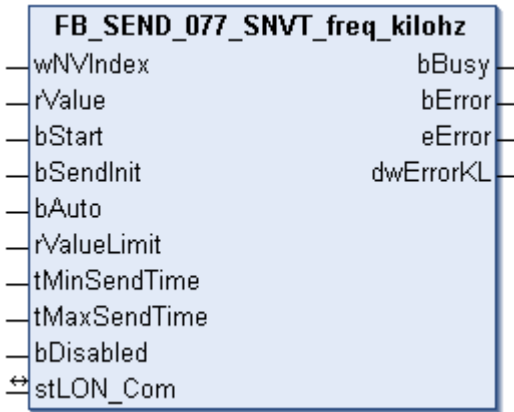 FB_SEND_077_SNVT_freq_kilohz
wNVIndex bBusy
rValue bError
bStart eError
bSendInit dwErrorKL
bAuto
rValueLimit
tMinSendTime
tMaxSendTime
bDisabled
stLON_Com